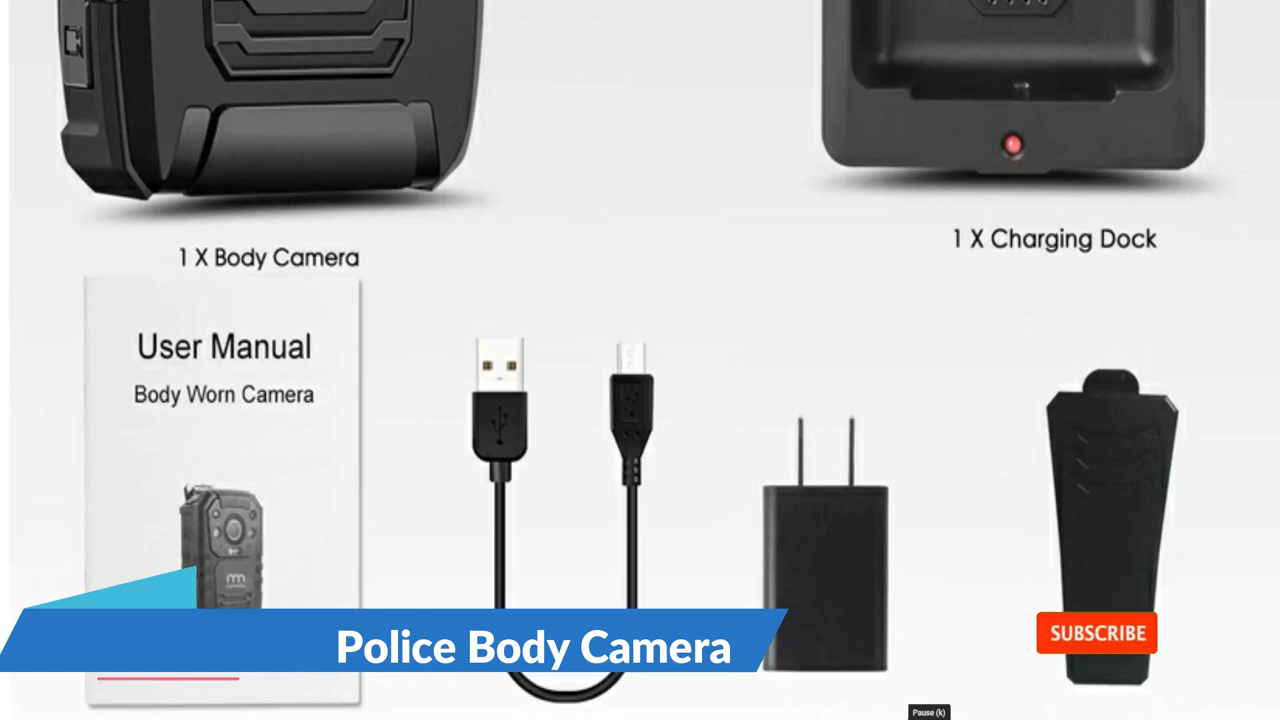 1 X Body Camera
1 X Charging Dock
User Manual
Body Worn Camera
Police Body Camera
SUBSCRIBE
Pause (k)